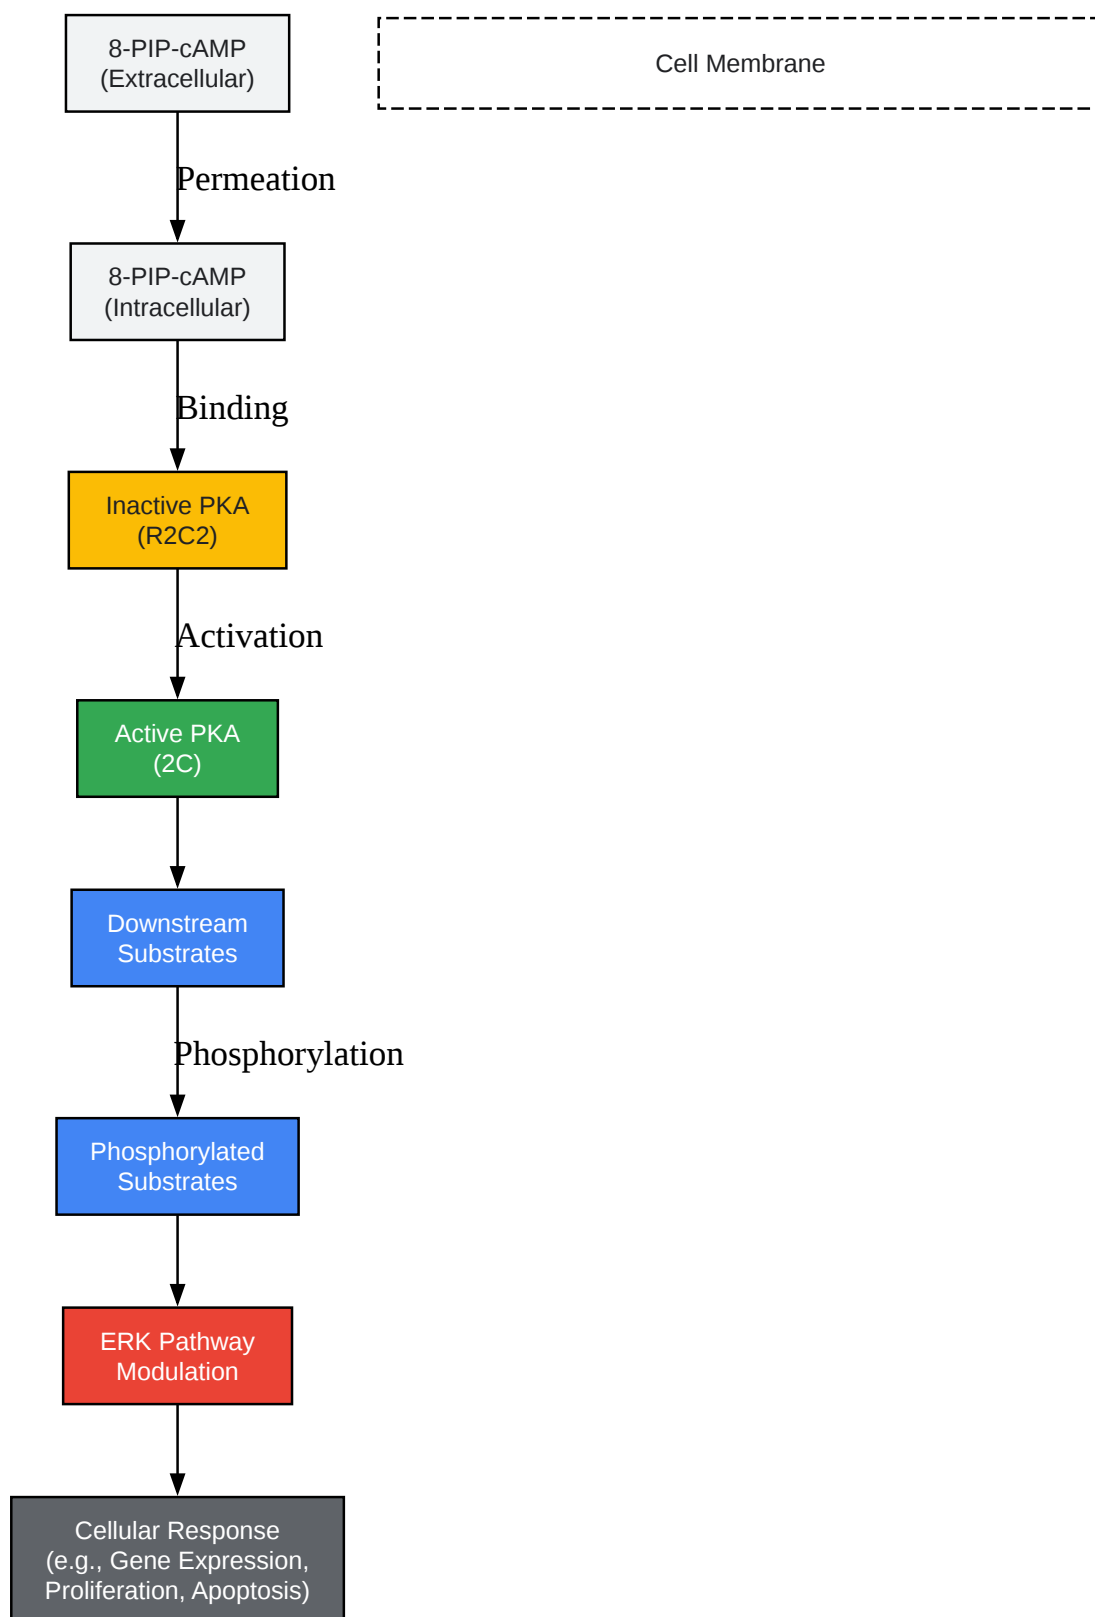 8-PIP-cAMP
(Extracellular)
Cell Membrane
Permeation
8-PIP-cAMP
(Intracellular)
Binding
Inactive PKA
(R2C2)
Activation
Active PKA
(2C)
Downstream
Substrates
Phosphorylation
Phosphorylated
Substrates
ERK Pathway
Modulation
Cellular Response
(e.g., Gene Expression,
Proliferation, Apoptosis)